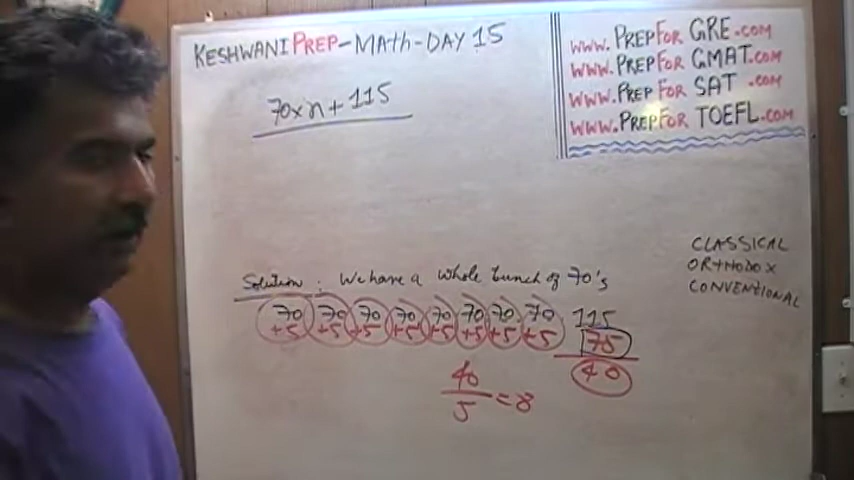 KESHWANI PREP-MATH-DAY 15
www.PREPFOR GRE.COM
www.PREPFOR GMAT.COM
www.PREP FOR SAT .COM
www.PREPFOR TOEFL.COM
70xn+115
CLASSICAL
ORTHODOX
CONVENTIONAL
Solution : We have a whole bunch of 70's
70 70 70 70 70 70 70 70 115
+5 +5 +5 +5 +5 +5 +5 +5 75
40
40
5 =8